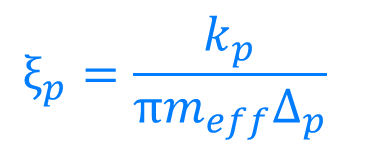 ξ_p = k_p / (πm_eff Δ_p)